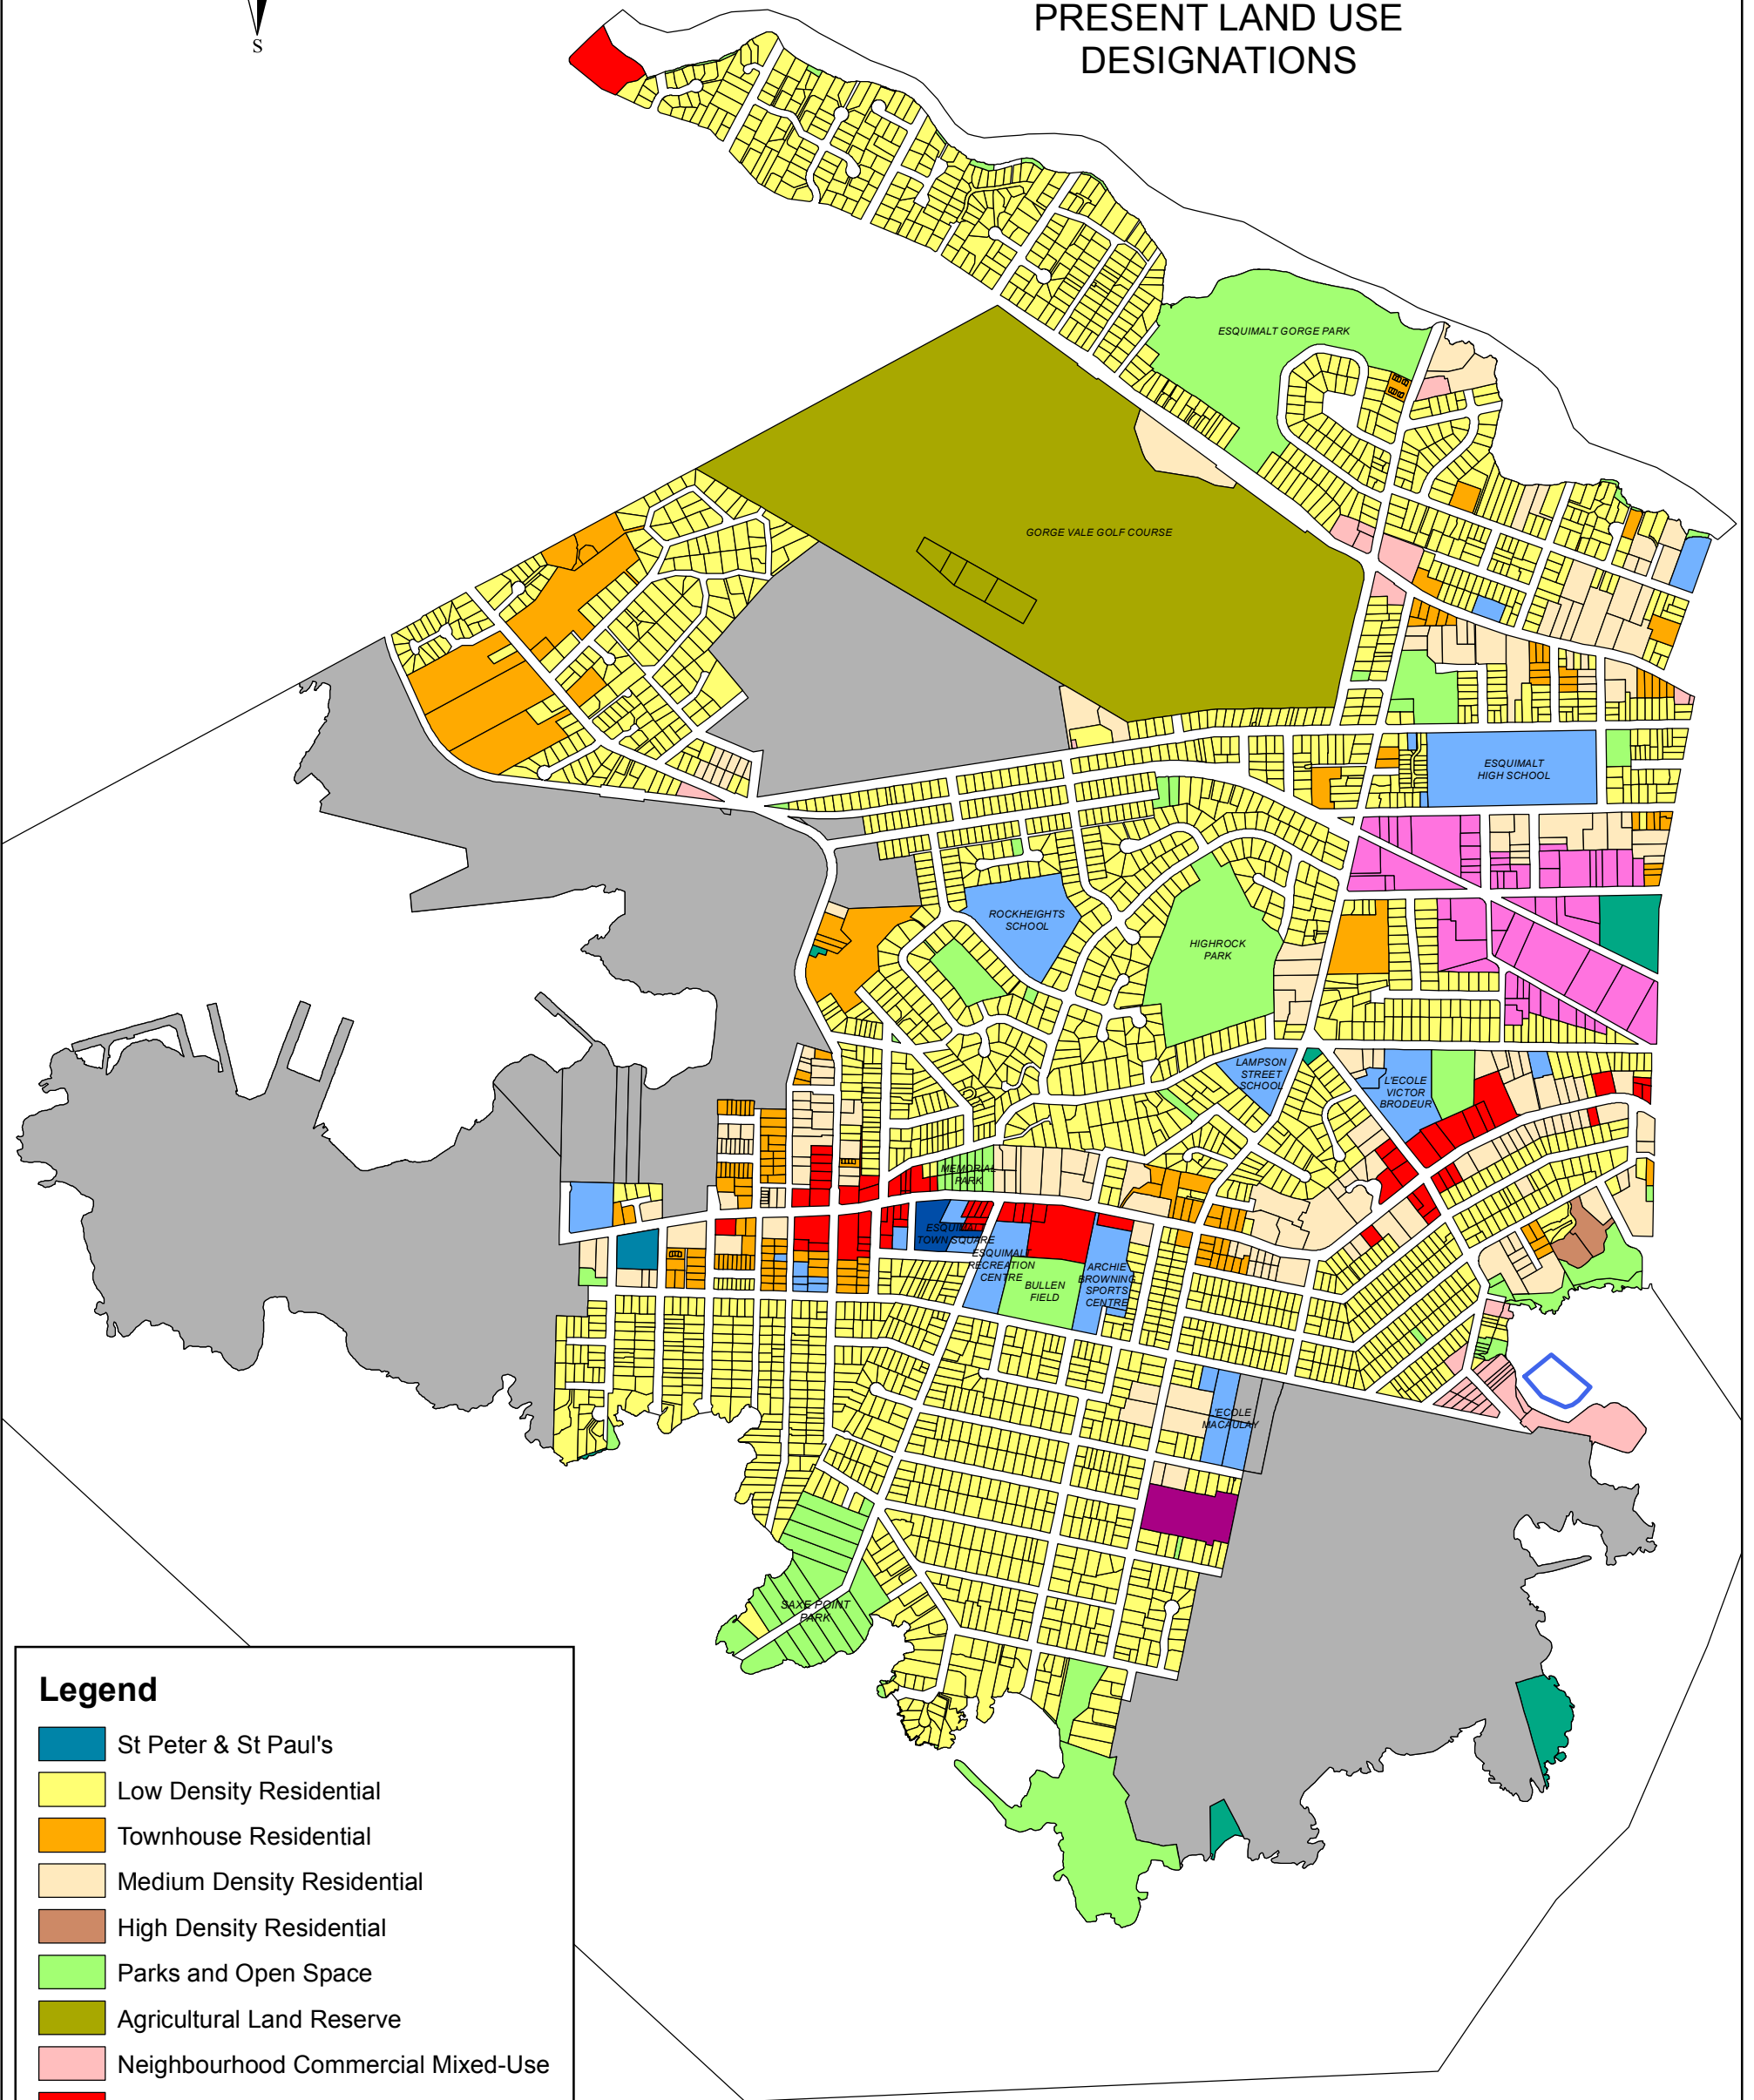 S
PRESENT LAND USE
DESIGNATIONS
ESQUIMALT GORGE PARK
GORGE VALE GOLF COURSE
ESQUIMALT
HIGH SCHOOL
ROCKHEIGHTS
SCHOOL
HIGHROCK
PARK
LAMPSON
STREET
SCHOOL
L'ECOLE
VICTOR
BRODEUR
MEMORIAL
PARK
ESQUIMALT
TOWN SQUARE
ESQUIMALT
RECREATION
CENTRE
BULLEN
FIELD
ARCHIE
BROWNING
SPORTS
CENTRE
L'ECOLE
MACAULAY
SAXE POINT
PARK
Legend
St Peter & St Paul's
Low Density Residential
Townhouse Residential
Medium Density Residential
High Density Residential
Parks and Open Space
Agricultural Land Reserve
Neighbourhood Commercial Mixed-Use